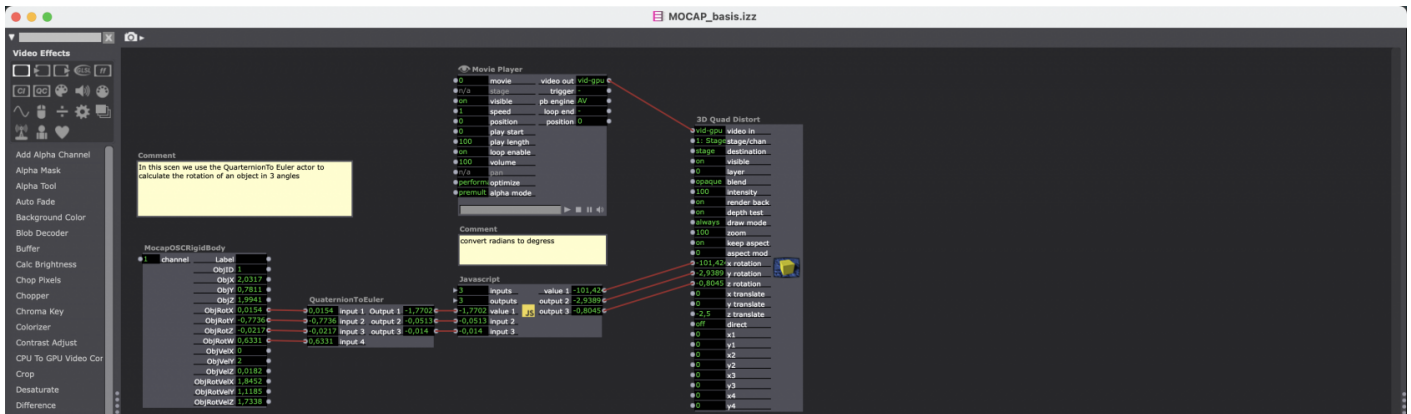 MOCAP_basis.izz
Video Effects
Add Alpha Channel
Alpha Mask
Alpha Tool
Auto Fade
Background Color
Blob Decoder
Buffer
Calc Brightness
Chop Pixels
Chopper
Chroma Key
Colorizer
Contrast Adjust
CPU To GPU Video Cor
Crop
Desaturate
Difference
Comment
In this scen we use the QuarternionTo Euler actor to
calculate the rotation of an object in 3 angles
MocapOSCRigidBody
1 channel Label
ObjID 1
ObjX 2,0317
ObjY 0,7811
ObjZ 1,9941
ObjRotX 0,0154
ObjRotY -0,7736
ObjRotZ -0,0217
ObjRotW 0,6331
ObjVelX 0
ObjVelY 2
ObjVelZ 0,0182
ObjRotVelX 1,8452
ObjRotVelY 1,1185
ObjRotVelZ 1,7338
QuaternionToEuler
0,0154 input 1 Output 1 -1,7702
-0,7736 input 2 output 2 -0,0513
-0,0217 input 3 output 3 -0,014
0,6331 input 4
Movie Player
0 movie video out vid-gpu
n/a stage trigger -
on visible pb engine AV
1 speed loop end -
0 position position 0
0 play start
100 play length
on loop enable
100 volume
n/a pan
perform optimize
premult alpha mode
Comment
convert radians to degress
Javascript
3 inputs value 1 -101,42
3 outputs output 2 -2,9389
-1,7702 value 1 JS output 3 -0,8045
-0,0513 input 2
-0,014 input 3
3D Quad Distort
vid-gpu video in
1: Stage stage/chan
stage destination
on visible
0 layer
opaque blend
100 intensity
on render back
on depth test
always draw mode
100 zoom
on keep aspect
0 aspect mod
-101,42 x rotation
-2,9389 y rotation
-0,8045 z rotation
0 x translate
0 y translate
-2,5 z translate
off direct
0 x1
0 y1
0 x2
0 y2
0 x3
0 y3
0 x4
0 y4